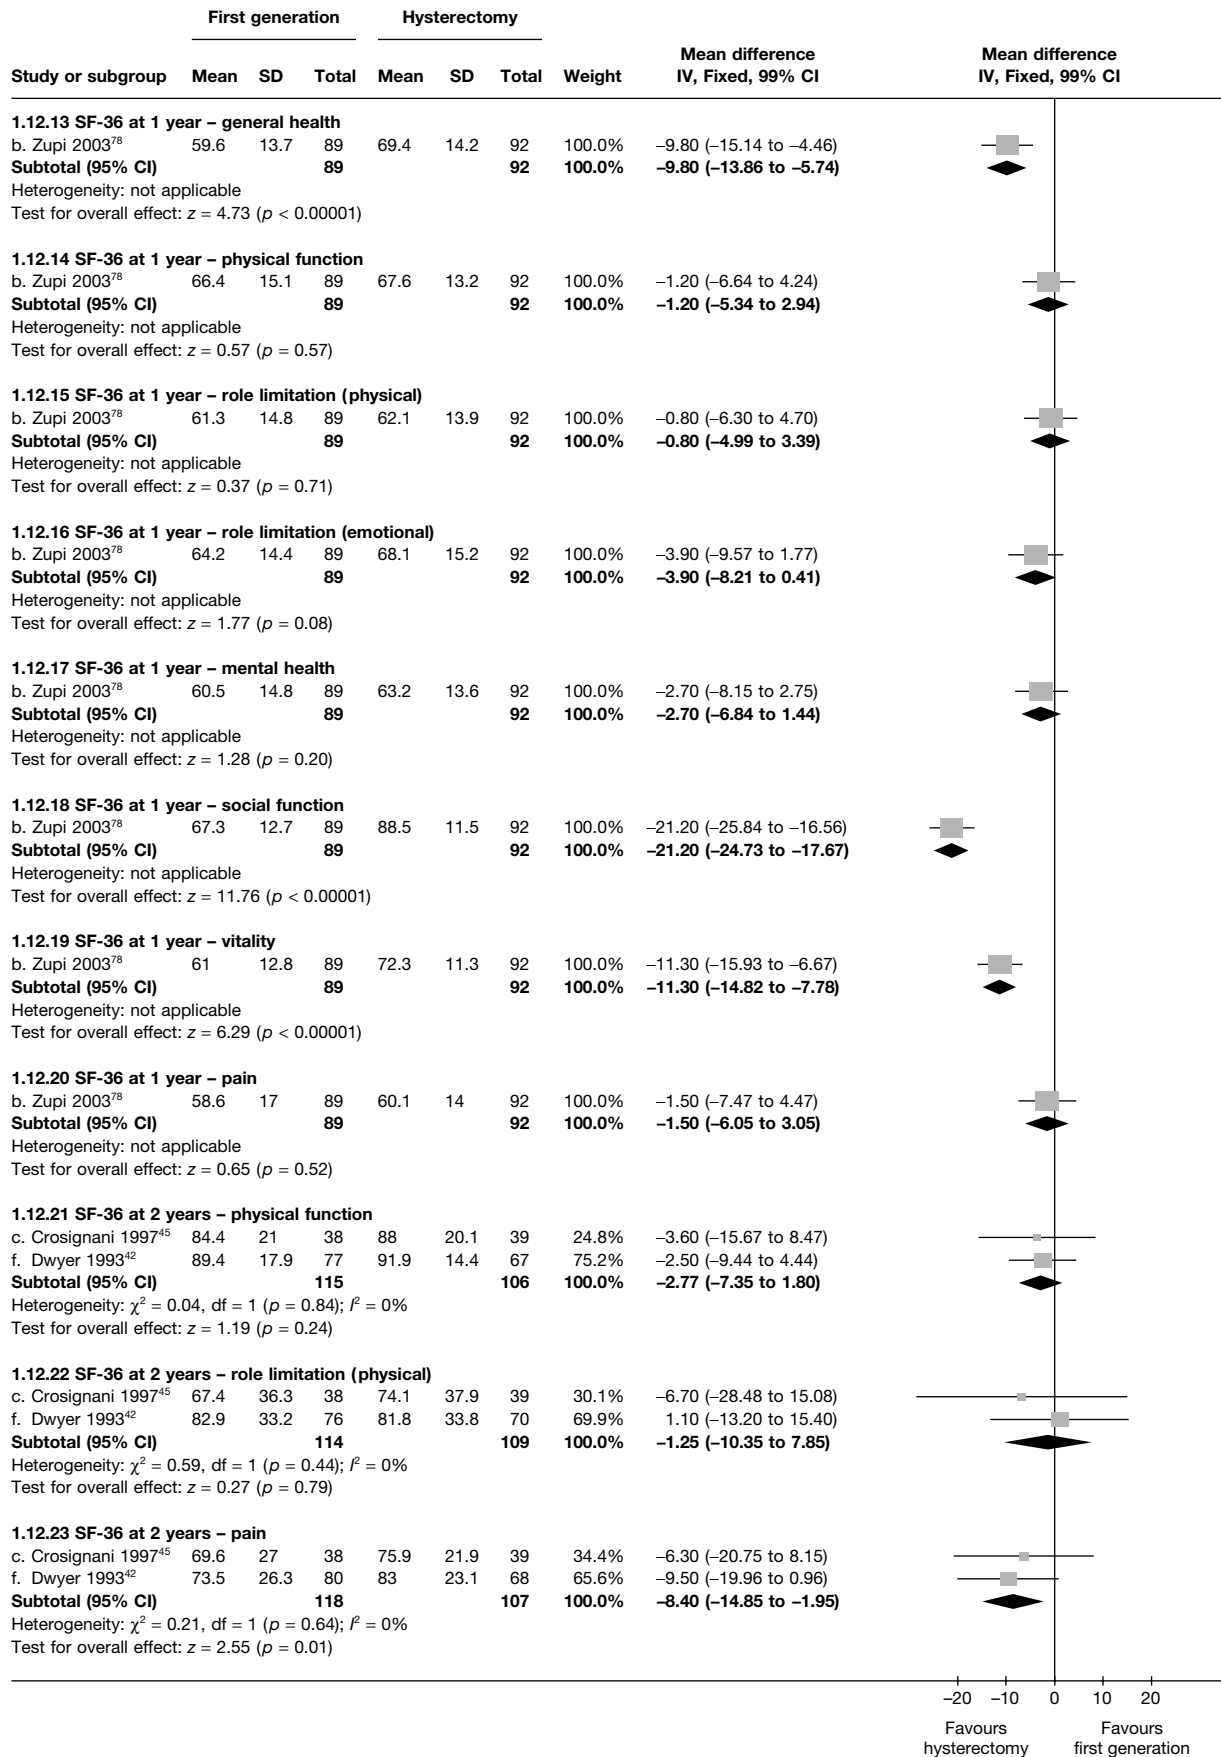 First generation Hysterectomy
Mean difference Mean difference
Study or subgroup Mean SD Total Mean SD Total Weight IV, Fixed, 99% CI IV, Fixed, 99% CI
1.12.13 SF-36 at 1 year – general health
b. Zupi 2003⁷⁸ 59.6 13.7 89 69.4 14.2 92 100.0% –9.80 (–15.14 to –4.46)
Subtotal (95% CI) 89 92 100.0% –9.80 (–13.86 to –5.74)
Heterogeneity: not applicable
Test for overall effect: z = 4.73 (p < 0.00001)
1.12.14 SF-36 at 1 year – physical function
b. Zupi 2003⁷⁸ 66.4 15.1 89 67.6 13.2 92 100.0% –1.20 (–6.64 to 4.24)
Subtotal (95% CI) 89 92 100.0% –1.20 (–5.34 to 2.94)
Heterogeneity: not applicable
Test for overall effect: z = 0.57 (p = 0.57)
1.12.15 SF-36 at 1 year – role limitation (physical)
b. Zupi 2003⁷⁸ 61.3 14.8 89 62.1 13.9 92 100.0% –0.80 (–6.30 to 4.70)
Subtotal (95% CI) 89 92 100.0% –0.80 (–4.99 to 3.39)
Heterogeneity: not applicable
Test for overall effect: z = 0.37 (p = 0.71)
1.12.16 SF-36 at 1 year – role limitation (emotional)
b. Zupi 2003⁷⁸ 64.2 14.4 89 68.1 15.2 92 100.0% –3.90 (–9.57 to 1.77)
Subtotal (95% CI) 89 92 100.0% –3.90 (–8.21 to 0.41)
Heterogeneity: not applicable
Test for overall effect: z = 1.77 (p = 0.08)
1.12.17 SF-36 at 1 year – mental health
b. Zupi 2003⁷⁸ 60.5 14.8 89 63.2 13.6 92 100.0% –2.70 (–8.15 to 2.75)
Subtotal (95% CI) 89 92 100.0% –2.70 (–6.84 to 1.44)
Heterogeneity: not applicable
Test for overall effect: z = 1.28 (p = 0.20)
1.12.18 SF-36 at 1 year – social function
b. Zupi 2003⁷⁸ 67.3 12.7 89 88.5 11.5 92 100.0% –21.20 (–25.84 to –16.56)
Subtotal (95% CI) 89 92 100.0% –21.20 (–24.73 to –17.67)
Heterogeneity: not applicable
Test for overall effect: z = 11.76 (p < 0.00001)
1.12.19 SF-36 at 1 year – vitality
b. Zupi 2003⁷⁸ 61 12.8 89 72.3 11.3 92 100.0% –11.30 (–15.93 to –6.67)
Subtotal (95% CI) 89 92 100.0% –11.30 (–14.82 to –7.78)
Heterogeneity: not applicable
Test for overall effect: z = 6.29 (p < 0.00001)
1.12.20 SF-36 at 1 year – pain
b. Zupi 2003⁷⁸ 58.6 17 89 60.1 14 92 100.0% –1.50 (–7.47 to 4.47)
Subtotal (95% CI) 89 92 100.0% –1.50 (–6.05 to 3.05)
Heterogeneity: not applicable
Test for overall effect: z = 0.65 (p = 0.52)
1.12.21 SF-36 at 2 years – physical function
c. Crosignani 1997⁴⁵ 84.4 21 38 88 20.1 39 24.8% –3.60 (–15.67 to 8.47)
f. Dwyer 1993⁴² 89.4 17.9 77 91.9 14.4 67 75.2% –2.50 (–9.44 to 4.44)
Subtotal (95% CI) 115 106 100.0% –2.77 (–7.35 to 1.80)
Heterogeneity: χ² = 0.04, df = 1 (p = 0.84); I² = 0%
Test for overall effect: z = 1.19 (p = 0.24)
1.12.22 SF-36 at 2 years – role limitation (physical)
c. Crosignani 1997⁴⁵ 67.4 36.3 38 74.1 37.9 39 30.1% –6.70 (–28.48 to 15.08)
f. Dwyer 1993⁴² 82.9 33.2 76 81.8 33.8 70 69.9% 1.10 (–13.20 to 15.40)
Subtotal (95% CI) 114 109 100.0% –1.25 (–10.35 to 7.85)
Heterogeneity: χ² = 0.59, df = 1 (p = 0.44); I² = 0%
Test for overall effect: z = 0.27 (p = 0.79)
1.12.23 SF-36 at 2 years – pain
c. Crosignani 1997⁴⁵ 69.6 27 38 75.9 21.9 39 34.4% –6.30 (–20.75 to 8.15)
f. Dwyer 1993⁴² 73.5 26.3 80 83 23.1 68 65.6% –9.50 (–19.96 to 0.96)
Subtotal (95% CI) 118 107 100.0% –8.40 (–14.85 to –1.95)
Heterogeneity: χ² = 0.21, df = 1 (p = 0.64); I² = 0%
Test for overall effect: z = 2.55 (p = 0.01)
–20 –10 0 10 20
Favours Favours
hysterectomy first generation